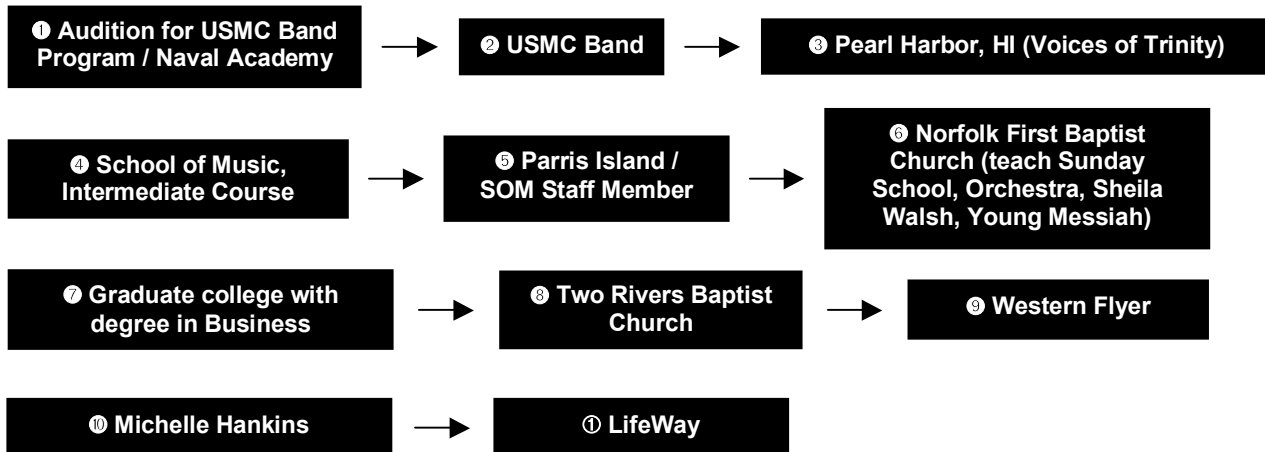 ❶ Audition for USMC Band
Program / Naval Academy
❷ USMC Band
❸ Pearl Harbor, HI (Voices of Trinity)
❹ School of Music,
Intermediate Course
❺ Parris Island /
SOM Staff Member
❻ Norfolk First Baptist
Church (teach Sunday
School, Orchestra, Sheila
Walsh, Young Messiah)
❼ Graduate college with
degree in Business
❽ Two Rivers Baptist
Church
❾ Western Flyer
❿ Michelle Hankins
① LifeWay